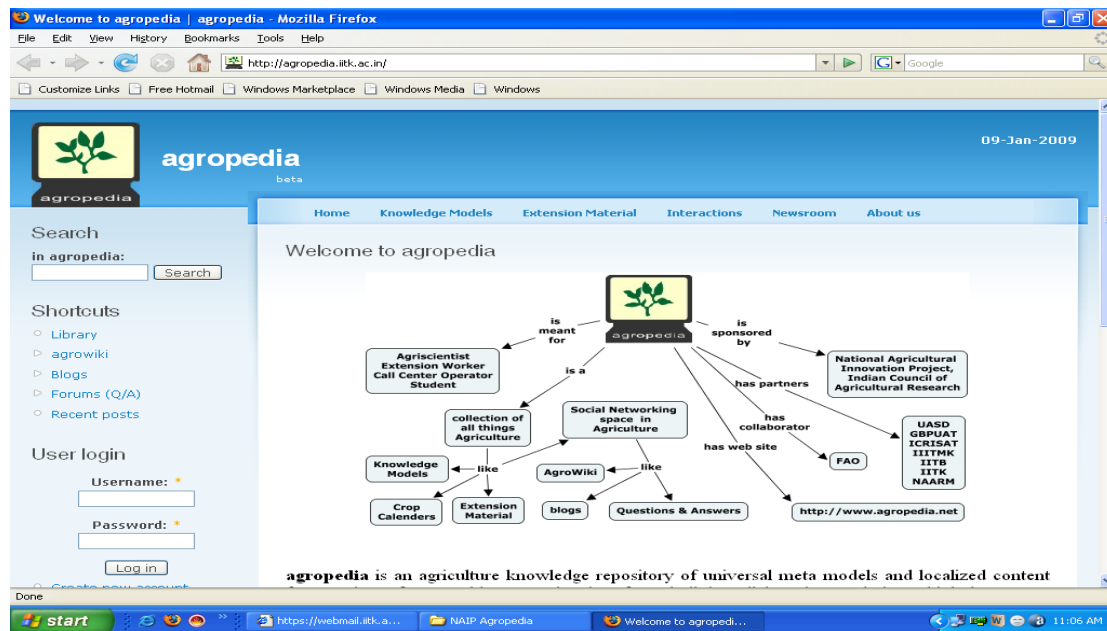 Welcome to agropedia | agropedia - Mozilla Firefox
File Edit View History Bookmarks Tools Help
http://agropedia.iitk.ac.in/
G Google
Customize Links Free Hotmail Windows Marketplace Windows Media Windows
09-Jan-2009
agropedia
agropedia
beta
Home Knowledge Models Extension Material Interactions Newsroom About us
Search
in agropedia:
Search
Shortcuts
Library
agrowiki
Blogs
Forums (Q/A)
Recent posts
User login
Username: *
Password: *
Log in
Create new account
Welcome to agropedia
agropedia
is
meant
for
is
sponsored
by
Agriscientist
Extension Worker
Call Center Operator
Student
National Agricultural
Innovation Project,
Indian Council of
Agricultural Research
is a
has partners
collection of
all things
Agriculture
Social Networking
space in
Agriculture
has
collaborator
has web site
UASD
GBPUAT
ICRISAT
IIITMK
IITB
IITK
NAARM
FAO
Knowledge
Models
like
AgroWiki
like
Crop
Calenders
Extension
Material
blogs
Questions & Answers
http://www.agropedia.net
agropedia is an agriculture knowledge repository of universal meta models and localized content
Done
start
https://webmail.iitk.a...
NAIP Agropedia
Welcome to agropedi...
11:06 AM